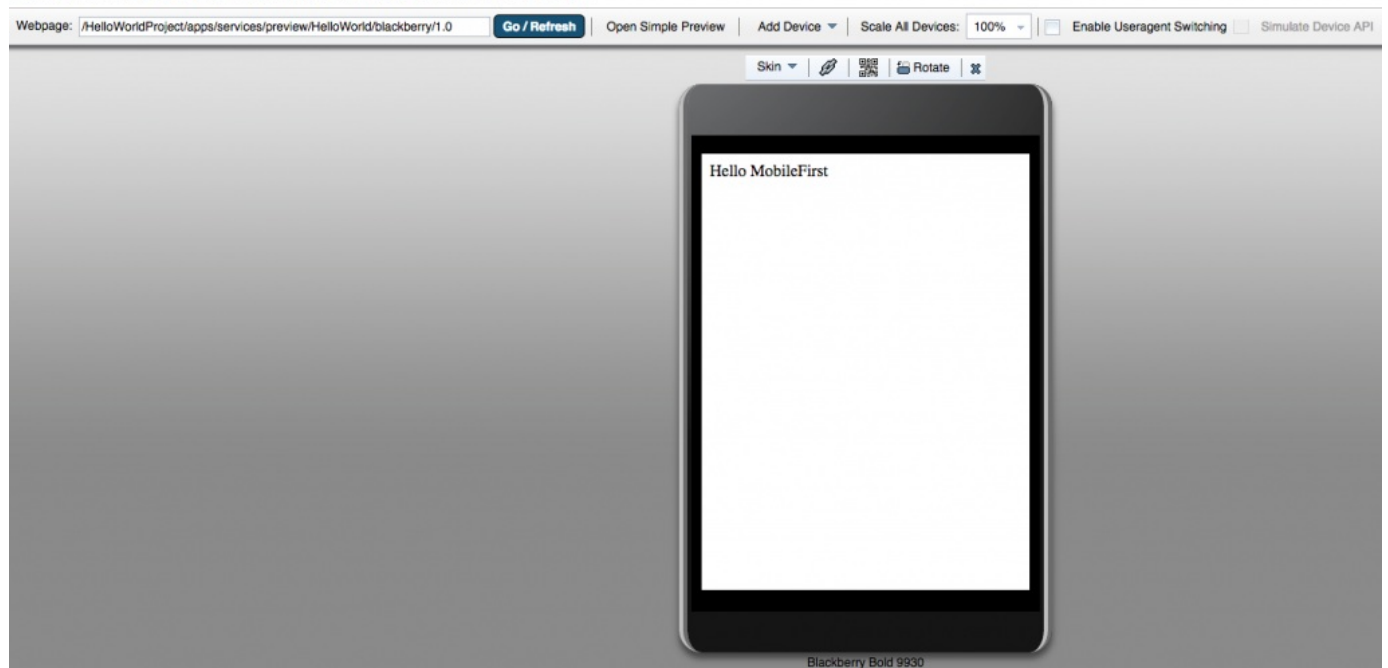 Webpage: /HelloWorldProject/apps/services/preview/HelloWorld/blackberry/1.0 Go / Refresh Open Simple Preview Add Device Scale All Devices: 100% Enable Useragent Switching Simulate Device API
Skin Rotate
Hello MobileFirst
Blackberry Bold 9930